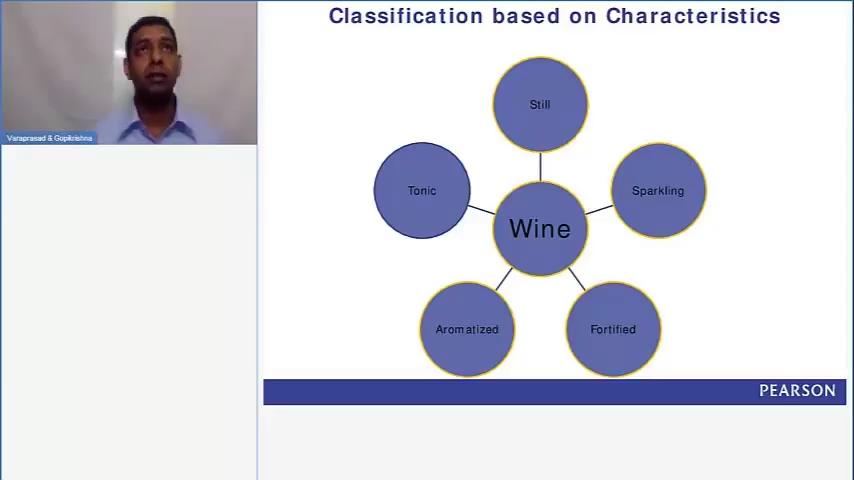 Classification based on Characteristics
Varaprasad & Gopikrishna
Still
Tonic
Sparkling
Wine
Aromatized
Fortified
PEARSON